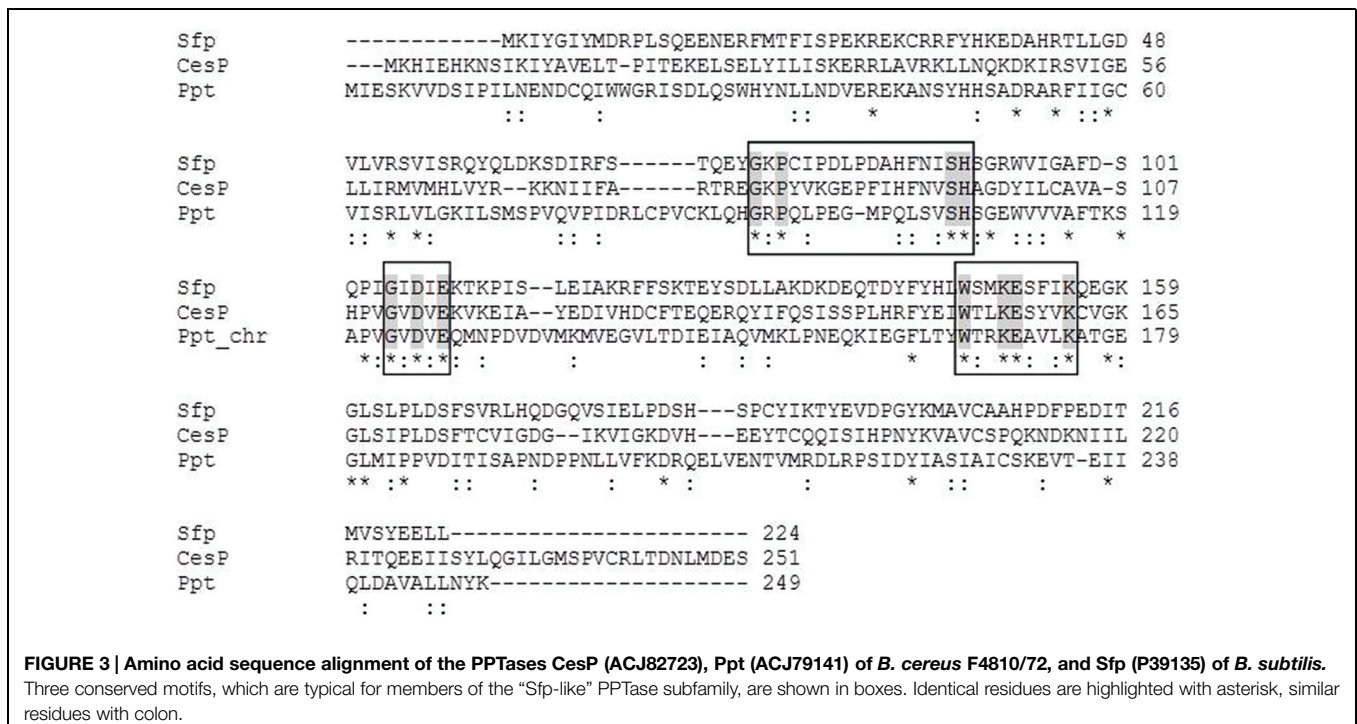 Sfp ------------MKIYGIYMDRPLSQEENERFMTFISPEKREKCRRFYHKEDAHRTLLGD 48
CesP ---MKHIEHKNSIKIYAVELT-PITEKELSELYILISKERRLAVRKLLNQKDKIRSVIGE 56
Ppt MIESKVVDSIPILNENDCQIWWGRISDLQSWHYNLLNDVEREKANSYHHSADRARFIIGC 60
:: : :: * : * * ::*
Sfp VLVRSVISRQYQLDKSDIRFS------TQEYGKPCIPDLPDAHFNISHSGRWVIGAFD-S 101
CesP LLIRMVMHLVYR--KKNIIFA------RTREGKPYVKGEPFIHFNVSHAGDYILCAVA-S 107
Ppt VISRLVLGKILSMSPVQVPIDRLCPVCKLQHGRPQLPEG-MPQLSVSHSGEWVVVAFTKS 119
:: * *: :: : *:* : :: :**:* ::: * *
Sfp QPIGIDIEKTKPIS--LEIAKRFFSKTEYSDLLAKDKDEQTDYFYHLWSMKESFIKQEGK 159
CesP HPVGVDVEKVKEIA--YEDIVHDCFTEQERQYIFQSISSPLHRFYEIWTLKESYVKCVGK 165
Ppt_chr APVGVDVEQMNPDVDVMKMVEGVLTDIEIAQVMKLPNEQKIEGFLTYWTRKEAVLKATGE 179
*:*:*:*: : : : : : * *: **: :* *:
Sfp GLSLPLDSFSVRLHQDGQVSIELPDSH---SPCYIKTYEVDPGYKMAVCAAHPDFPEDIT 216
CesP GLSIPLDSFTCVIGDG--IKVIGKDVH---EEYTCQQISIHPNYKVAVCSPQKNDKNIIL 220
Ppt GLMIPPVDITISAPNDPPNLLVFKDRQELVENTVMRDLRPSIDYIASIAICSKEVT-EII 238
** :* :: : : * : : * :: : *
Sfp MVSYEELL---------------------- 224
CesP RITQEEIISYLQGILGMSPVCRLTDNLMDES 251
Ppt QLDAVALLNYK------------------- 249
: ::
FIGURE 3 | Amino acid sequence alignment of the PPTases CesP (ACJ82723), Ppt (ACJ79141) of B. cereus F4810/72, and Sfp (P39135) of B. subtilis.
Three conserved motifs, which are typical for members of the “Sfp-like” PPTase subfamily, are shown in boxes. Identical residues are highlighted with asterisk, similar
residues with colon.